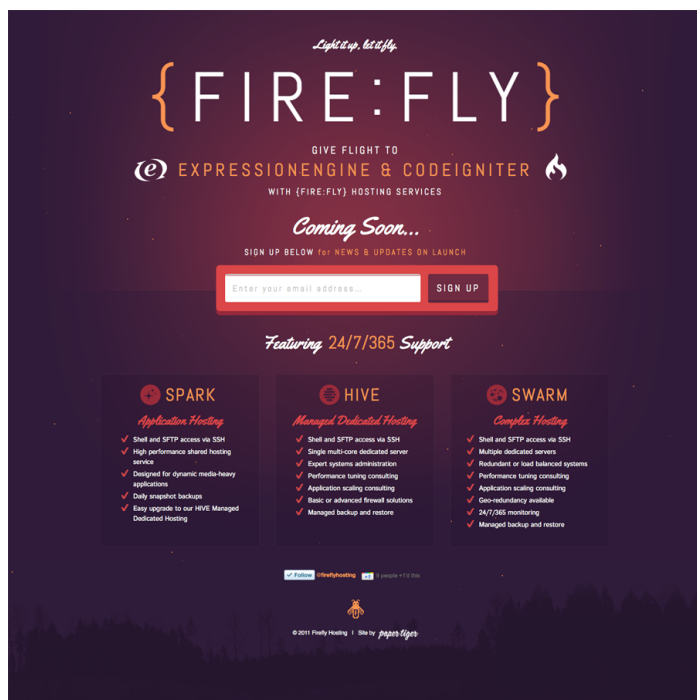 Light it up, let it fly.
{FIRE:FLY}
GIVE FLIGHT TO
e EXPRESSIONENGINE & CODEIGNITER
WITH {FIRE:FLY} HOSTING SERVICES
Coming Soon...
SIGN UP BELOW for NEWS & UPDATES ON LAUNCH
Enter your email address... SIGN UP
Featuring 24/7/365 Support
SPARK
Application Hosting
Shell and SFTP access via SSH
High performance shared hosting
service
Designed for dynamic media-heavy
applications
Daily snapshot backups
Easy upgrade to our HIVE Managed
Dedicated Hosting
HIVE
Managed Dedicated Hosting
Shell and SFTP access via SSH
Single multi-core dedicated server
Expert systems administration
Performance tuning consulting
Application scaling consulting
Basic or advanced firewall solutions
Managed backup and restore
SWARM
Complex Hosting
Shell and SFTP access via SSH
Multiple dedicated servers
Redundant or load balanced systems
Performance tuning consulting
Application scaling consulting
Geo-redundancy available
24/7/365 monitoring
Managed backup and restore
Follow @fireflyhosting +1 people +1'd this
© 2011 Firefly Hosting | Site by paper tiger